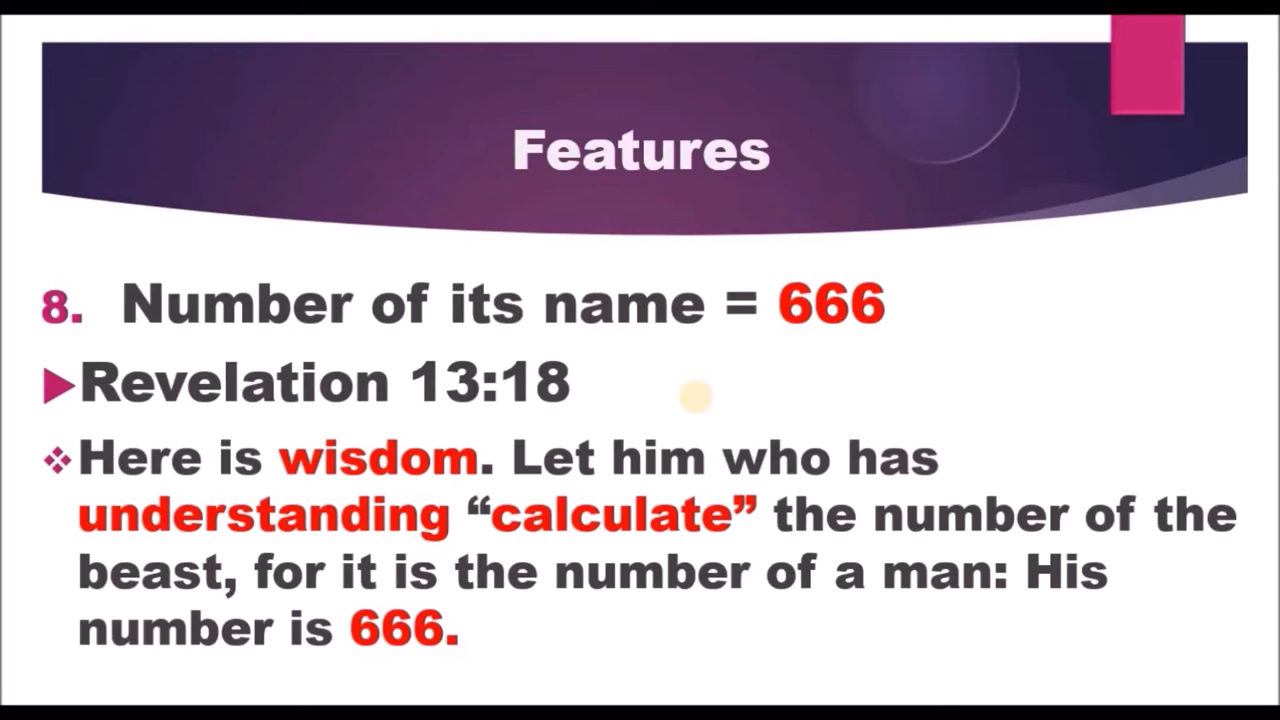 Features
8. Number of its name = 666
Revelation 13:18
Here is wisdom. Let him who has
understanding “calculate” the number of the
beast, for it is the number of a man: His
number is 666.